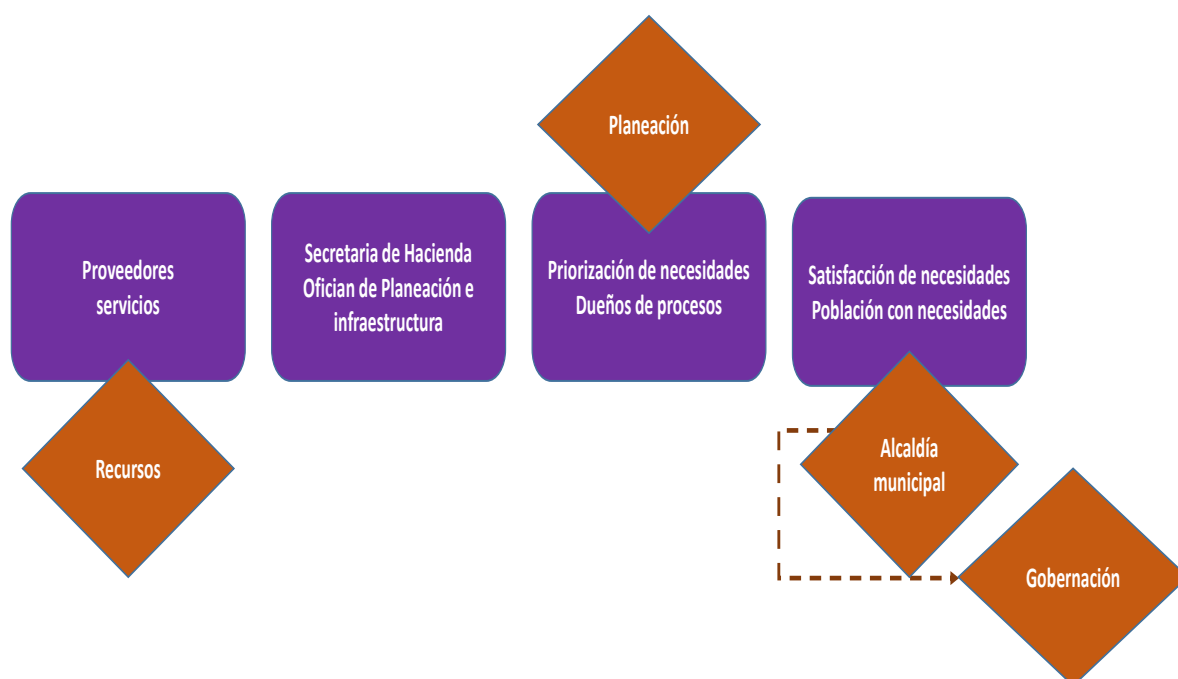 Planeación
Proveedores
servicios
Secretaria de Hacienda
Ofician de Planeación e
infraestructura
Priorización de necesidades
Dueños de procesos
Satisfacción de necesidades
Población con necesidades
Recursos
Alcaldía
municipal
Gobernación